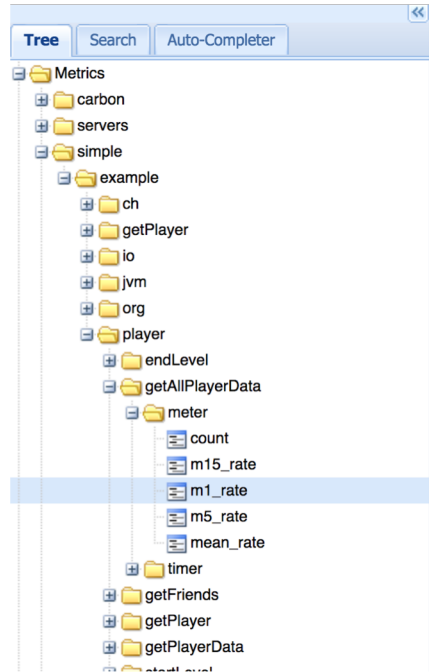 Tree Search Auto-Completer
Metrics
carbon
servers
simple
example
ch
getPlayer
io
jvm
org
player
endLevel
getAllPlayerData
meter
count
m15_rate
m1_rate
m5_rate
mean_rate
timer
getFriends
getPlayer
getPlayerData